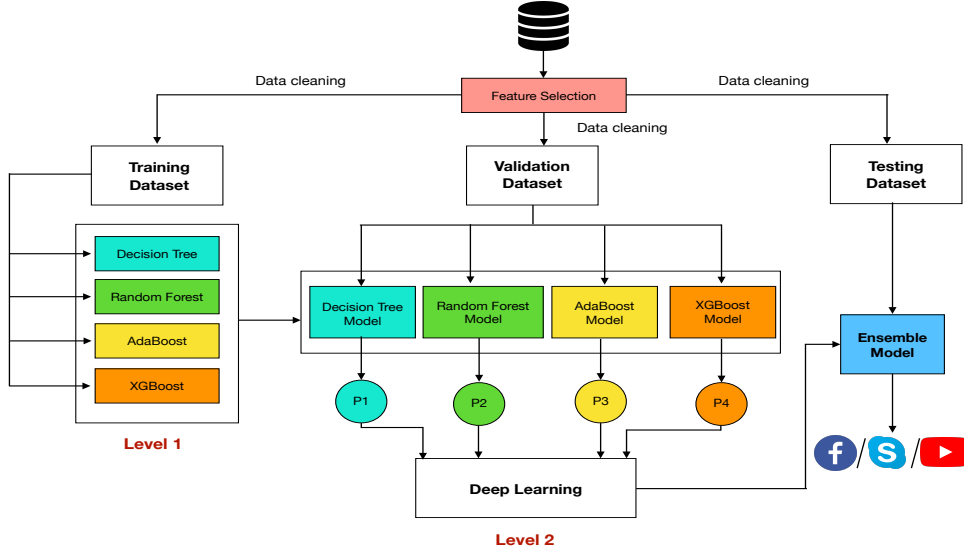 Data cleaning
Data cleaning
Feature Selection
Data cleaning
Training
Dataset
Validation
Dataset
Testing
Dataset
Decision Tree
Random Forest
AdaBoost
XGBoost
Level 1
Decision Tree
Model
Random Forest
Model
AdaBoost
Model
XGBoost
Model
Ensemble
Model
P1
P2
P3
P4
f/S/
Deep Learning
Level 2